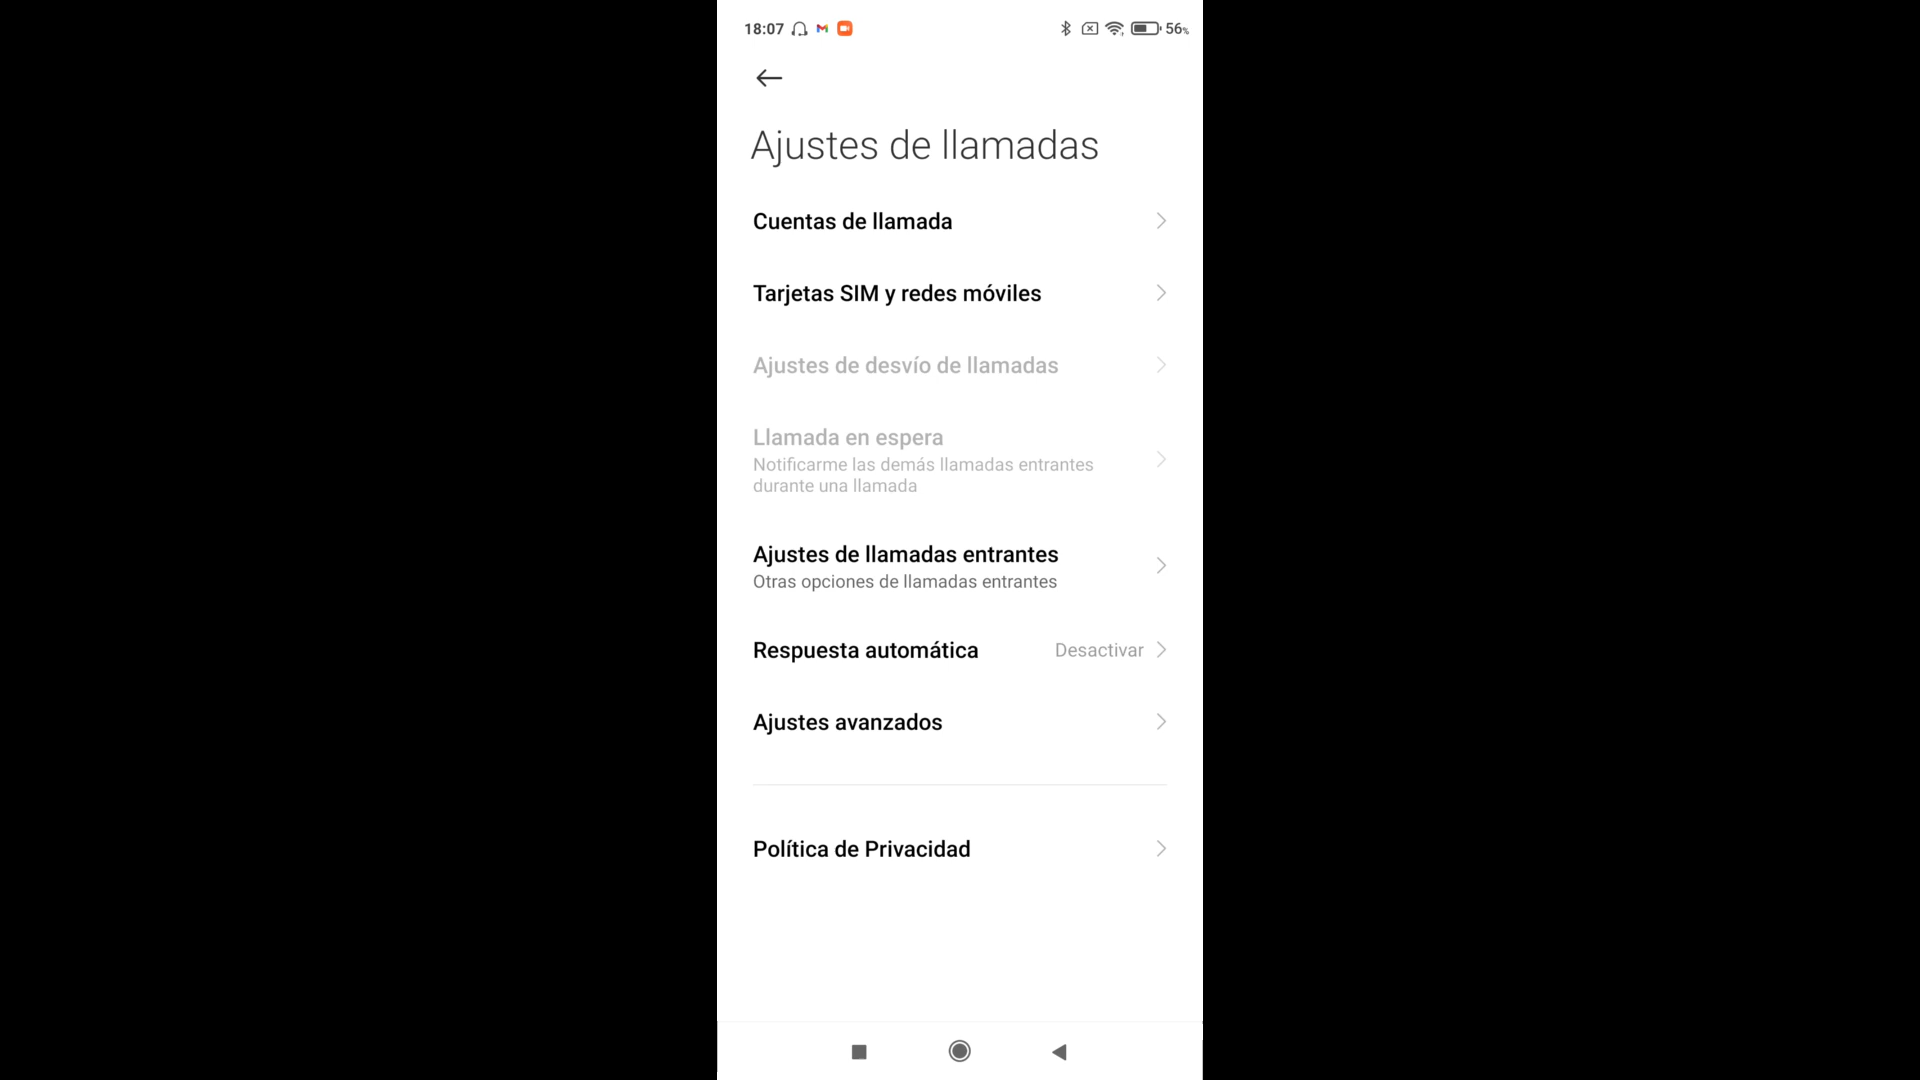 18:07 56%
Ajustes de llamadas
Cuentas de llamada
Tarjetas SIM y redes móviles
Ajustes de desvío de llamadas
Llamada en espera
Notificarme las demás llamadas entrantes
durante una llamada
Ajustes de llamadas entrantes
Otras opciones de llamadas entrantes
Respuesta automática Desactivar
Ajustes avanzados
Política de Privacidad